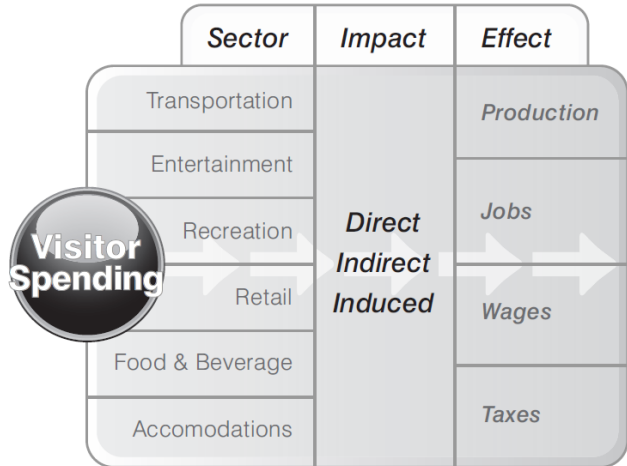 Sector Impact Effect
Transportation
Entertainment
Recreation
Retail
Food & Beverage
Accomodations
Visitor
Spending
Direct
Indirect
Induced
Production
Jobs
Wages
Taxes